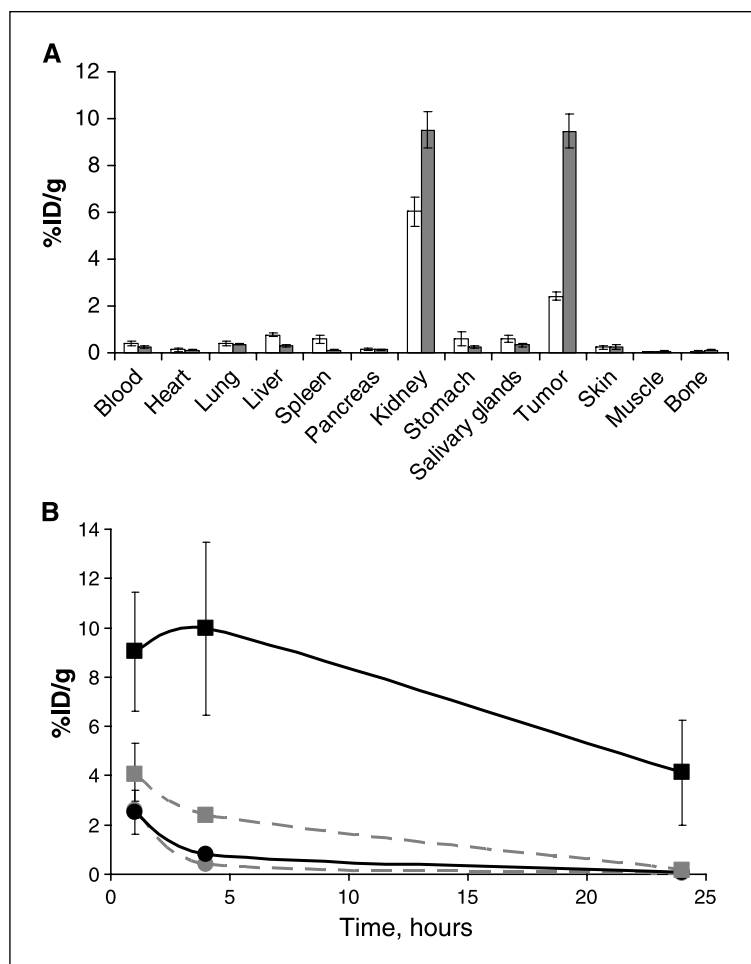 A
12
10
8
6
4
2
0
%ID/g
Blood
Heart
Lung
Liver
Spleen
Pancreas
Kidney
Stomach
Salivary glands
Tumor
Skin
Muscle
Bone
B
14
12
10
8
6
4
2
0
%ID/g
0 5 10 15 20 25
Time, hours